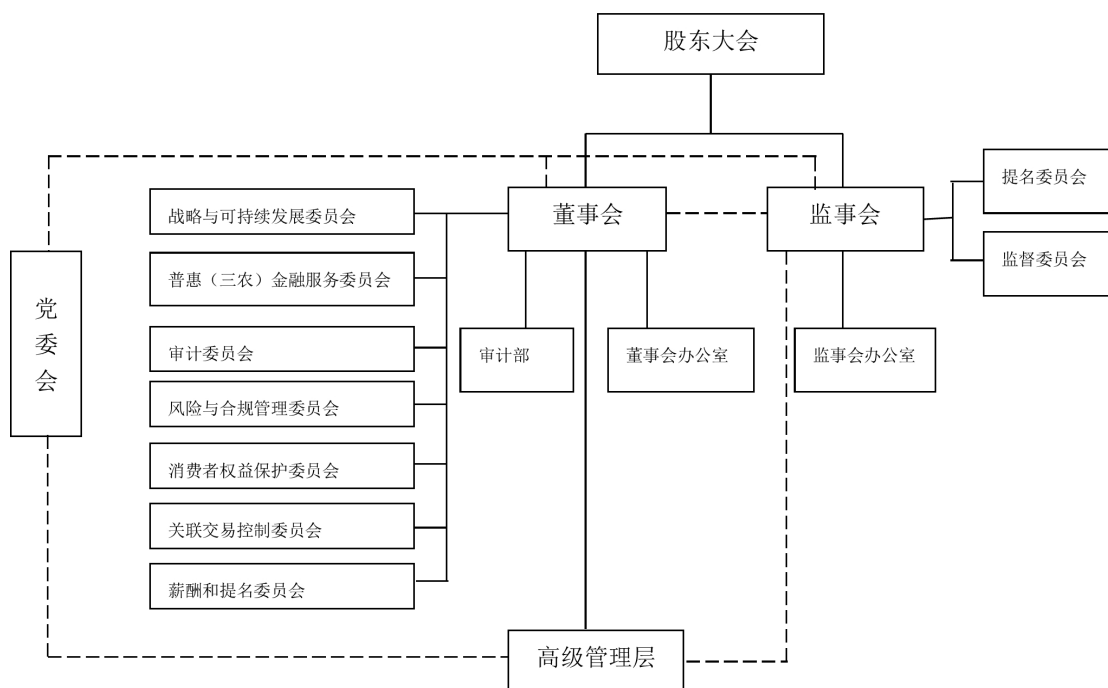 股东大会
董事会
监事会
提名委员会
监督委员会
战略与可持续发展委员会
普惠（三农）金融服务委员会
审计委员会
风险与合规管理委员会
消费者权益保护委员会
关联交易控制委员会
薪酬和提名委员会
党
委
会
审计部
董事会办公室
监事会办公室
高级管理层